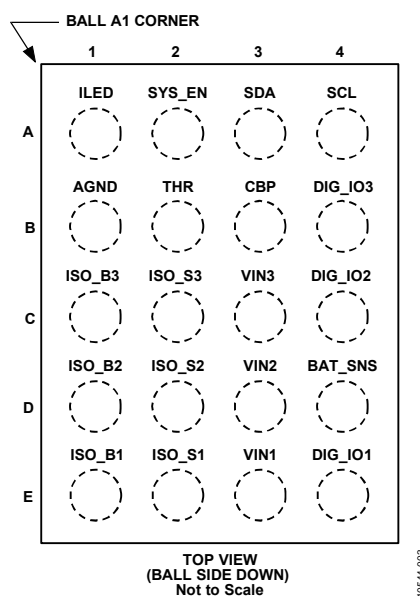 BALL A1 CORNER
1 2 3 4
ILED SYS_EN SDA SCL
A
AGND THR CBP DIG_IO3
B
ISO_B3 ISO_S3 VIN3 DIG_IO2
C
ISO_B2 ISO_S2 VIN2 BAT_SNS
D
ISO_B1 ISO_S1 VIN1 DIG_IO1
E
TOP VIEW
(BALL SIDE DOWN)
Not to Scale